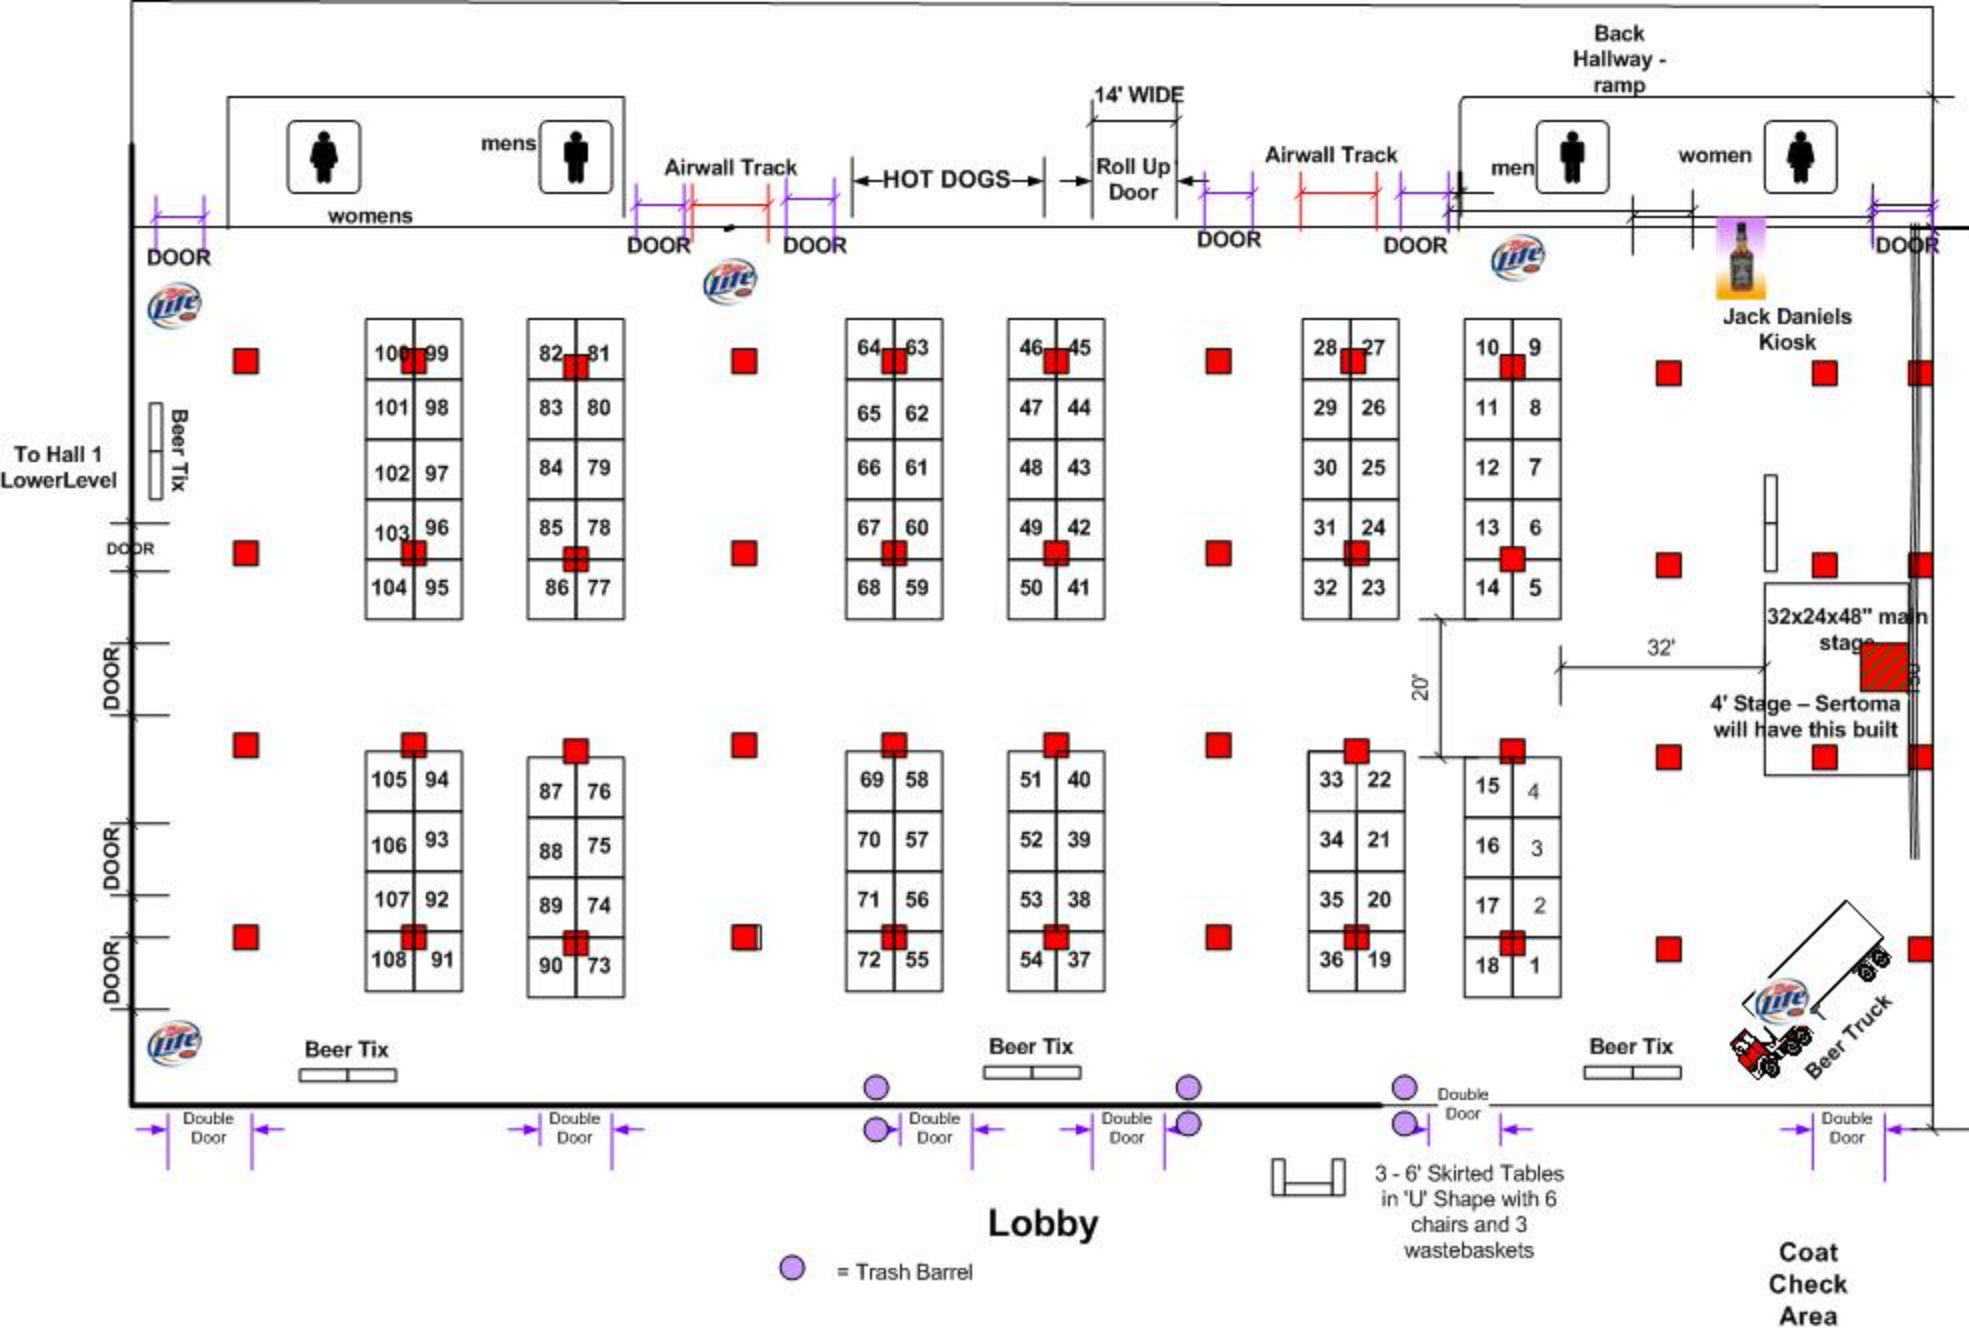 Back
Hallway -
ramp
14' WIDE
mens
Airwall Track
HOT DOGS
Roll Up
Door
Airwall Track
men
women
womens
DOOR
DOOR
DOOR
DOOR
DOOR
DOOR
Lite
Lite
Lite
Jack Daniels
Kiosk
100 99
82 81
64 63
46 45
28 27
10 9
101 98
83 80
65 62
47 44
29 26
11 8
Beer Tix
To Hall 1
LowerLevel
102 97
84 79
66 61
48 43
30 25
12 7
103 96
85 78
67 60
49 42
31 24
13 6
DOOR
104 95
86 77
68 59
50 41
32 23
14 5
32x24x48" main
stage
32'
20'
DOOR
4' Stage – Sertoma
will have this built
105 94
87 76
69 58
51 40
33 22
15 4
DOOR
106 93
88 75
70 57
52 39
34 21
16 3
107 92
89 74
71 56
53 38
35 20
17 2
DOOR
108 91
90 73
72 55
54 37
36 19
18 1
Lite
Lite
Beer Truck
Beer Tix
Beer Tix
Beer Tix
Double
Door
Double
Door
Double
Door
Double
Door
Double
Door
Double
Door
3 - 6' Skirted Tables
in 'U' Shape with 6
chairs and 3
wastebaskets
Lobby
= Trash Barrel
Coat
Check
Area